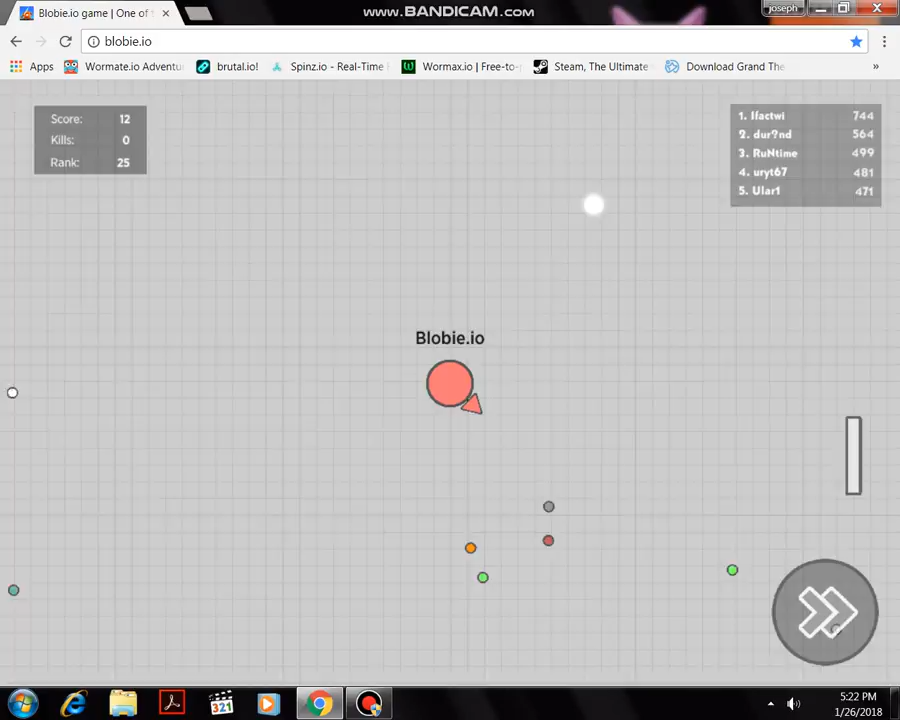 www.BANDICAM.com
joseph
Blobie.io game | One of
blobie.io
Apps
Wormate.io Adventu
brutal.io!
Spinz.io - Real-Time
Wormax.io | Free-to-
Steam, The Ultimate
Download Grand The
»
Score: 12
Kills: 0
Rank: 25
1. Ifactwi 744
2. dur?nd 564
3. RuNtime 499
4. uryt67 481
5. Ular1 471
Blobie.io
321
5:22 PM
1/26/2018